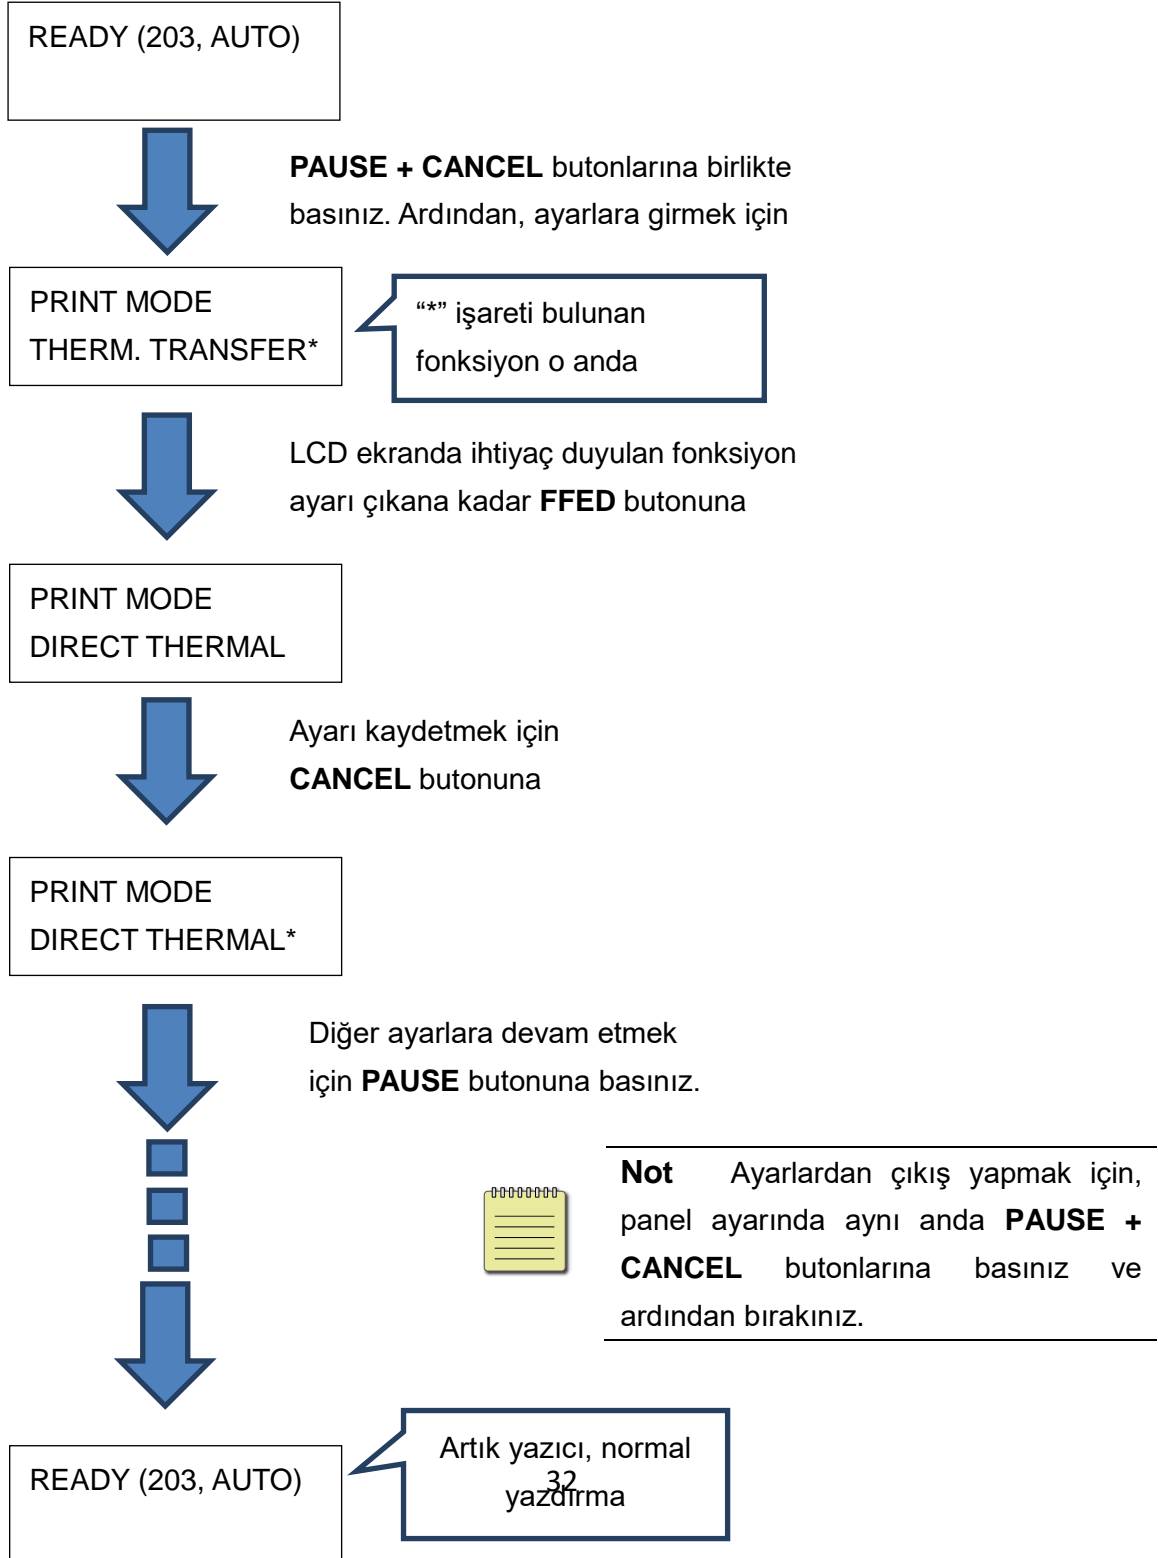 READY (203, AUTO)
PAUSE + CANCEL butonlarına birlikte
basınız. Ardından, ayarlara girmek için
PRINT MODE
THERM. TRANSFER*
“*” işareti bulunan
fonksiyon o anda
LCD ekranda ihtiyaç duyulan fonksiyon
ayarı çıkana kadar FFED butonuna
PRINT MODE
DIRECT THERMAL
Ayarı kaydetmek için
CANCEL butonuna
PRINT MODE
DIRECT THERMAL*
Diğer ayarlara devam etmek
için PAUSE butonuna basınız.
Not Ayarlardan çıkış yapmak için,
panel ayarında aynı anda PAUSE +
CANCEL butonlarına basınız ve
ardından bırakınız.
READY (203, AUTO)
Artık yazıcı, normal
yazdırma
32